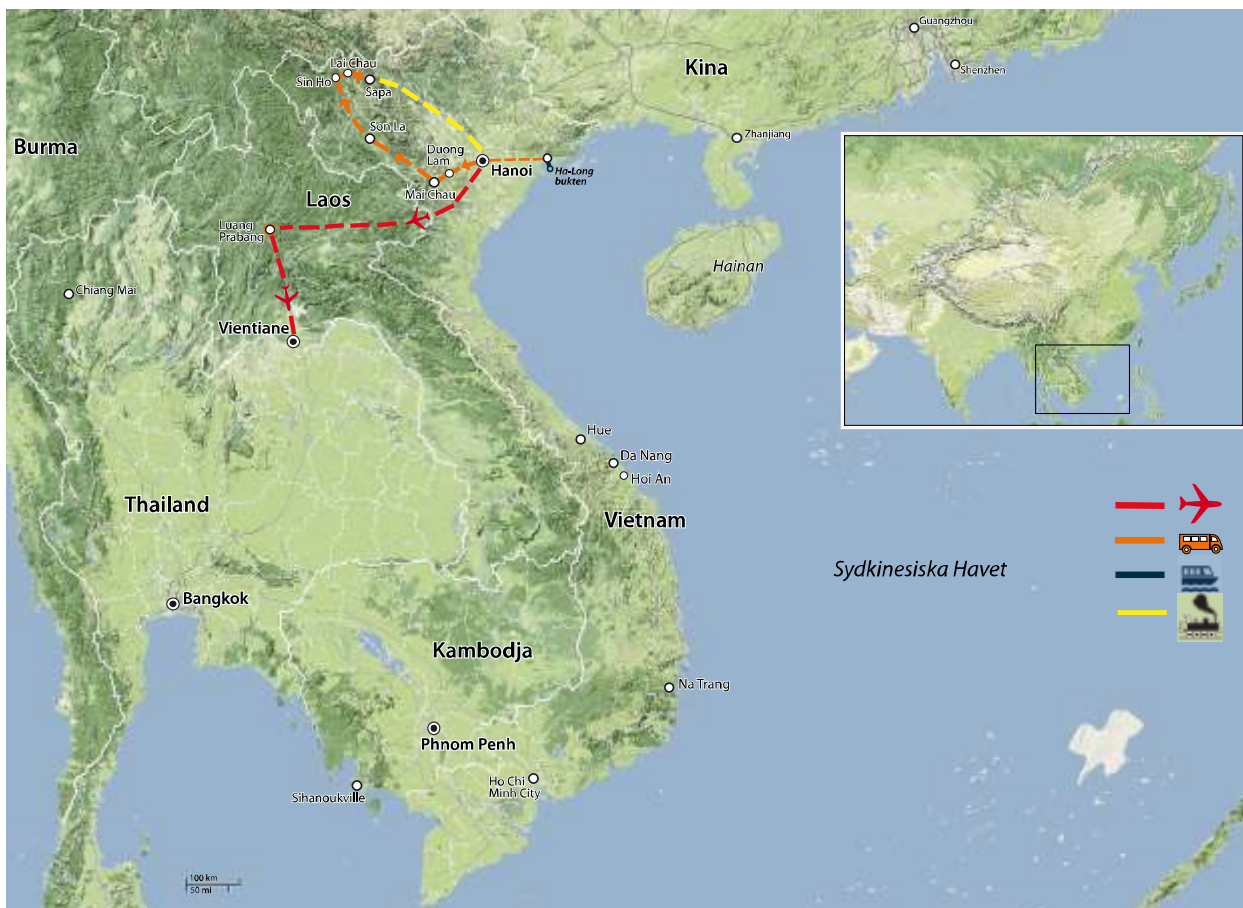 Guangzhou
Kina
Shenzhen
Lai Chau
Sin Ho
Sapa
Zhanjiang
Son La
Burma
Duong
Lam
Hanoi
Ha-Long
bukten
Mai Chau
Laos
Luang
Prabang
Hainan
Chiang Mai
Vientiane
Hue
Da Nang
Hoi An
Thailand
Vietnam
Sydkinesiska Havet
Bangkok
Kambodja
Na Trang
Phnom Penh
Ho Chi
Minh City
Sihanoukville
100 km
50 mi